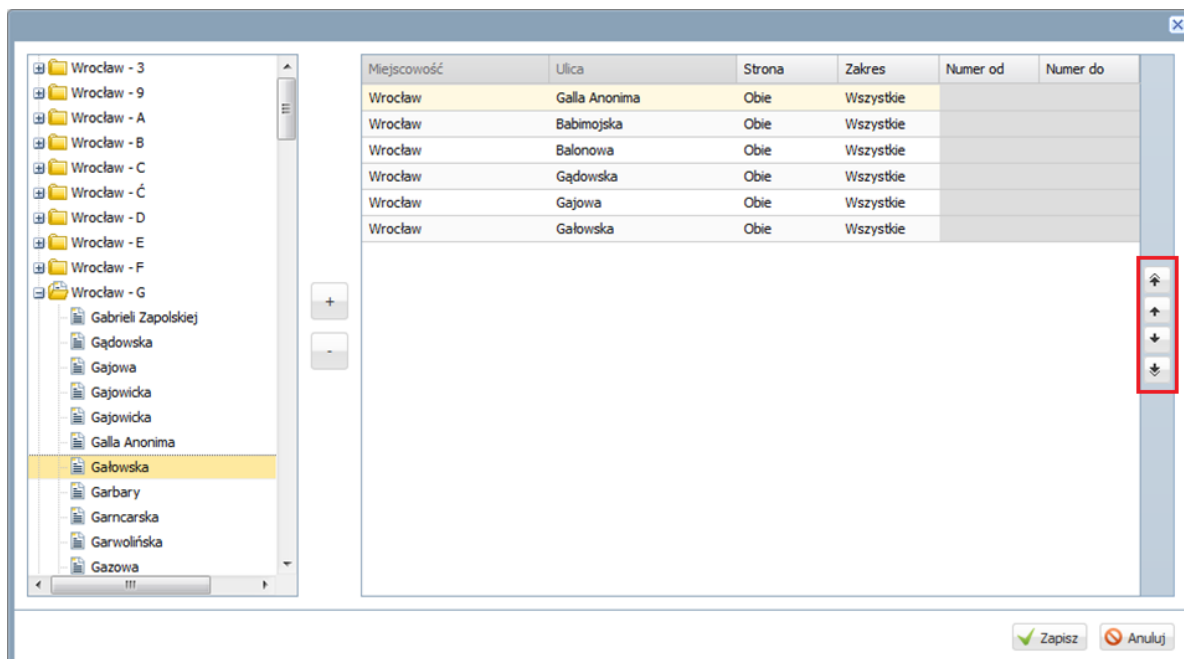 Wrocław - 3
Wrocław - 9
Wrocław - A
Wrocław - B
Wrocław - C
Wrocław - Ć
Wrocław - D
Wrocław - E
Wrocław - F
Wrocław - G
Gabrieli Zapolskiej
Gądowska
Gajowa
Gajowicka
Gajowicka
Galla Anonima
Gałowska
Garbary
Garncarska
Garwolińska
Gazowa
+
-
Miejscowość Ulica Strona Zakres Numer od Numer do
Wrocław Galla Anonima Obie Wszystkie
Wrocław Babimojska Obie Wszystkie
Wrocław Balonowa Obie Wszystkie
Wrocław Gądowska Obie Wszystkie
Wrocław Gajowa Obie Wszystkie
Wrocław Gałowska Obie Wszystkie
Zapisz Anuluj